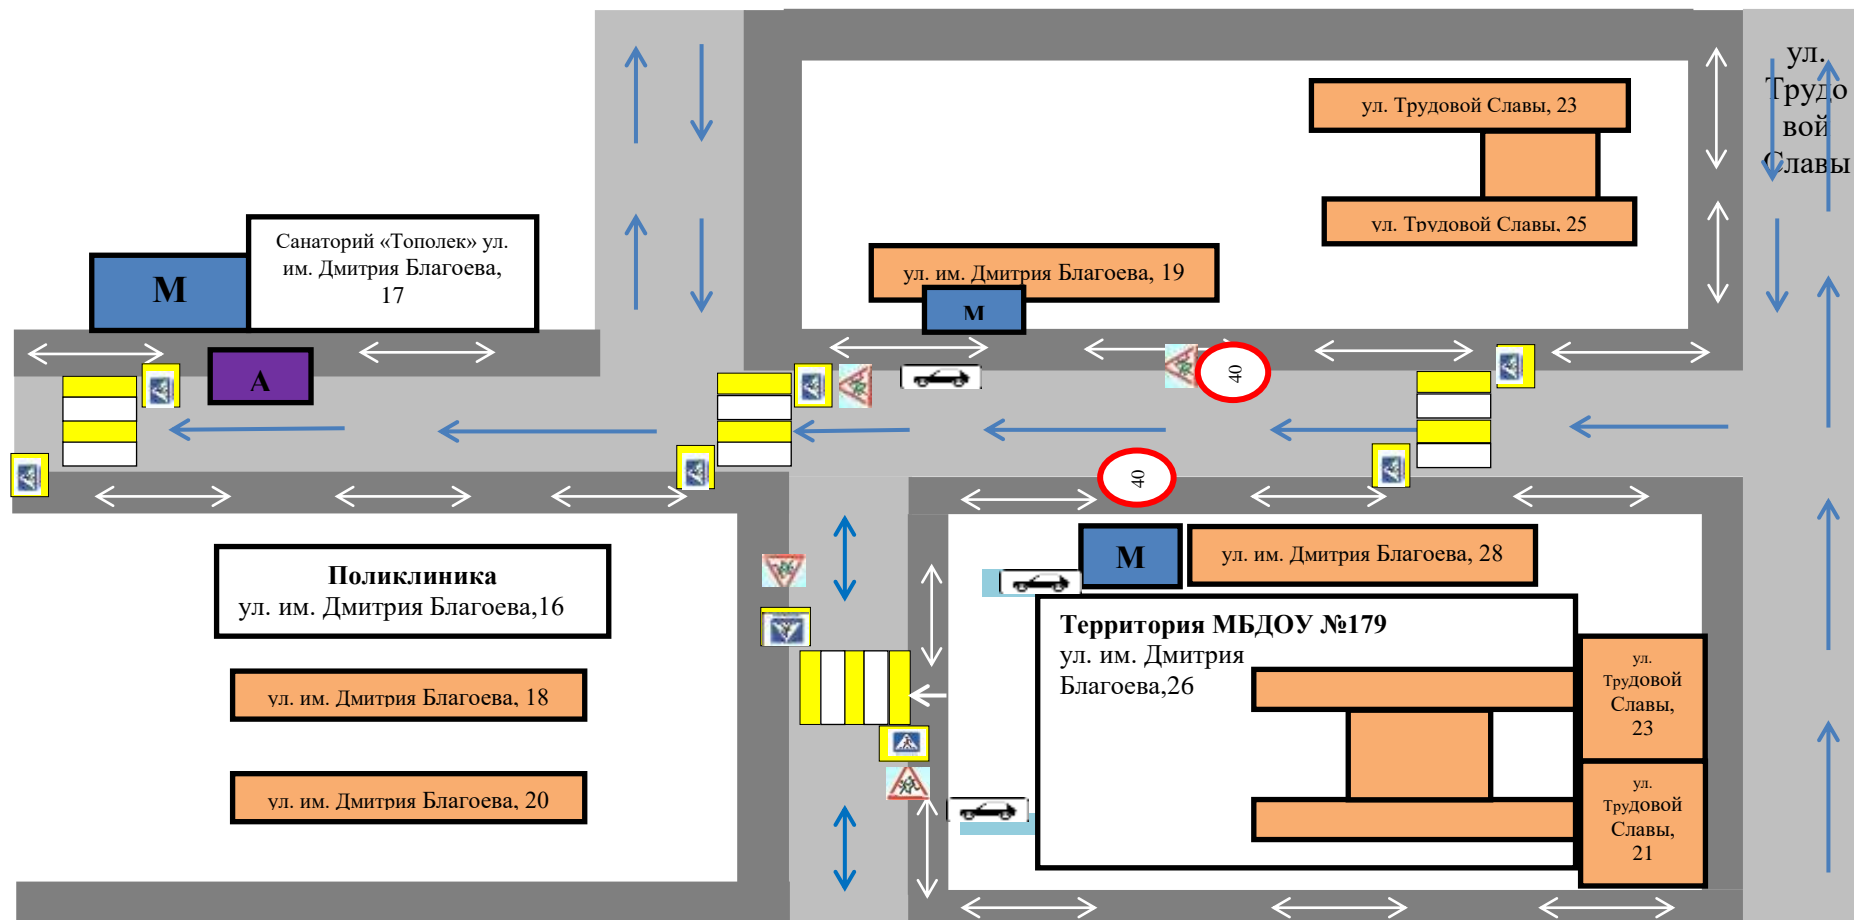 ул.
Трудо
вой
Славы
ул. Трудовой Славы, 23
ул. Трудовой Славы, 25
Санаторий «Тополек» ул.
им. Дмитрия Благоева,
17
М
ул. им. Дмитрия Благоева, 19
М
А
40
40
М
ул. им. Дмитрия Благоева, 28
Поликлиника
ул. им. Дмитрия Благоева,16
Территория МБДОУ №179
ул. им. Дмитрия
Благоева,26
ул.
Трудовой
Славы,
23
ул. им. Дмитрия Благоева, 18
ул. им. Дмитрия Благоева, 20
ул.
Трудовой
Славы,
21